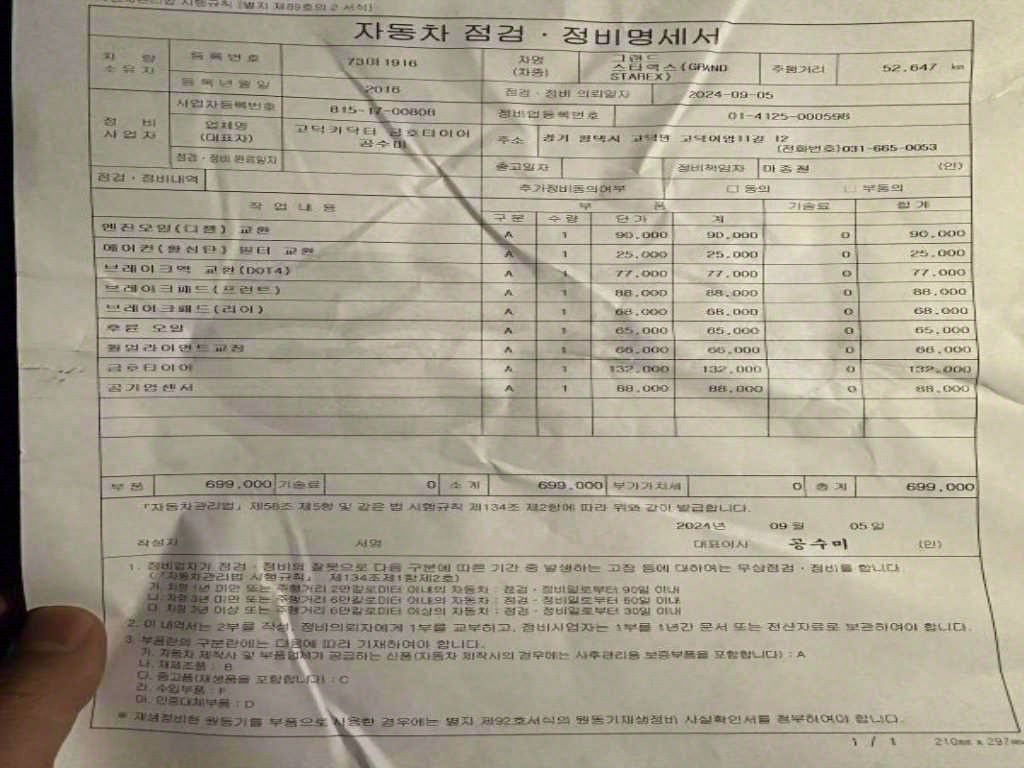 시행규칙 [별지 제89호의2 서식]
자동차 점검 · 정비명세서
차 량 소유자 등록번호 73머1916 차명 (차종) 그랜드 스타렉스(GRAND STAREX) 주행거리 52,647 km
등록년월일 2016 점검 · 정비 의뢰일자 2024-09-05
정 비 사업자 사업자등록번호 815-17-00808 정비업등록번호 01-4125-000598
업체명 (대표자) 고덕카닥터 금호타이어 공수미 주소 경기 평택시 고덕면 고덕여염11길 12 (전화번호)031-665-0053
점검 · 정비 완료일자 출고일자 정비책임자 마종철 (인)
점검 · 정비내역 추가정비동의여부 □ 동의 □ 부동의
작 업 내 용 부 품 기술료 합 계
구 분 수 량 단 가 계
엔진오일(디젤) 교환 A 1 90,000 90,000 0 90,000
에어컨(활성탄) 필터 교환 A 1 25,000 25,000 0 25,000
브레이크액 교환(DOT4) A 1 77,000 77,000 0 77,000
브레이크패드(프런트) A 1 88,000 88,000 0 88,000
브레이크패드(리어) A 1 68,000 68,000 0 68,000
후륜 오일 A 1 65,000 65,000 0 65,000
휠얼라이먼트교정 A 1 66,000 66,000 0 66,000
금호타이어 A 1 132,000 132,000 0 132,000
공기압센서 A 1 88,000 88,000 0 88,000
부 품 699,000 기술료 0 소 계 699,000 부가가치세 0 총 계 699,000
「자동차관리법」 제58조 제5항 및 같은 법 시행규칙 제134조 제2항에 따라 위와 같이 발급합니다.
2024년 09 월 05 일
작성자 서명 대표이사 공수미 (인)
1. 정비업자가 점검 · 정비의 잘못으로 다음 구분에 따른 기간 중 발생하는 고장 등에 대하여는 무상점검 · 정비를 합니다.
(「자동차관리법 시행규칙」 제134조제1항제2호)
가. 차령 1년 미만 또는 주행거리 2만킬로미터 이내의 자동차 : 점검 · 정비일로부터 90일 이내
나. 차령 3년 미만 또는 주행거리 6만킬로미터 이내의 자동차 : 점검 · 정비일로부터 60일 이내
다. 차령 3년 이상 또는 주행거리 6만킬로미터 이상의 자동차 : 점검 · 정비일로부터 30일 이내
2. 이 내역서는 2부를 작성, 정비의뢰자에게 1부를 교부하고, 정비사업자는 1부를 1년간 문서 또는 전산자료로 보관하여야 합니다.
3. 부품란의 구분란에는 다음에 따라 기재하여야 합니다.
가. 자동차 제작사 및 부품업체가 공급하는 신품(자동차 제작사의 경우에는 사후관리용 보증부품을 포함합니다) : A
나. 재제조품 : B
다. 중고품(재생품을 포함합니다) : C
라. 수입부품 : F
마. 인증대체부품 : D
※ 재생정비한 원동기를 부품으로 사용한 경우에는 별지 제92호서식의 원동기재생정비 사실확인서를 첨부하여야 합니다.
1 / 1 210mm x 297mm